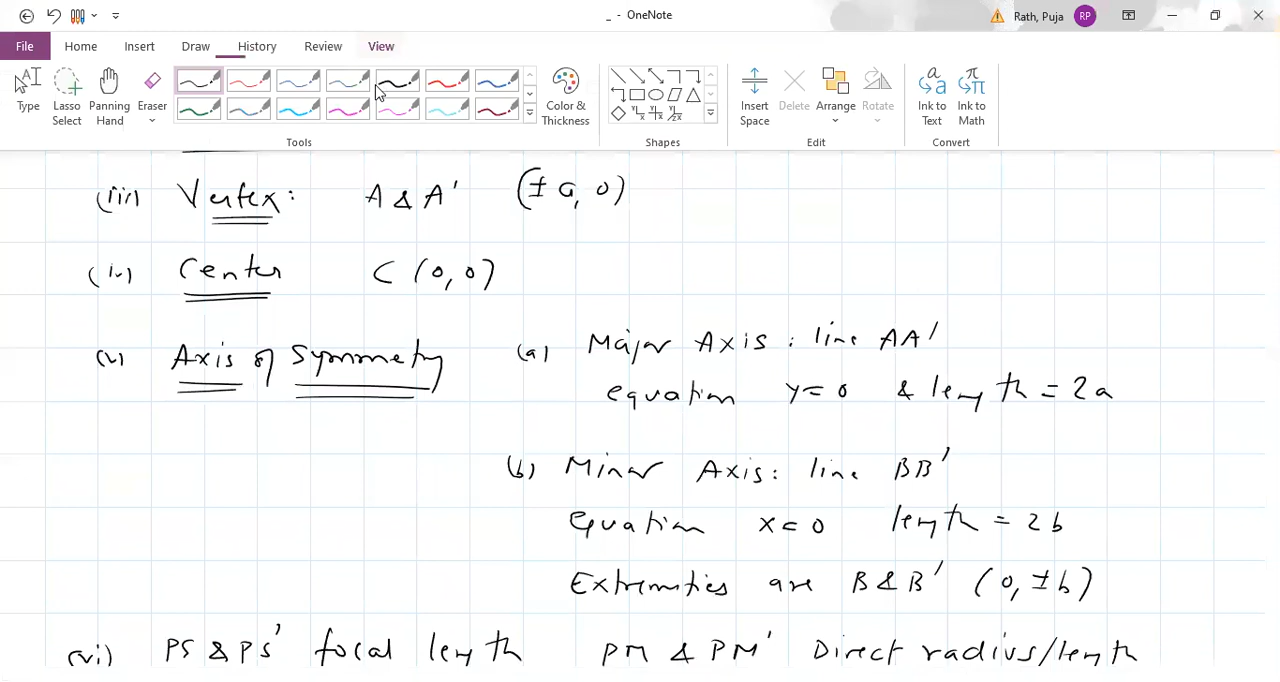 _ - OneNote
Rath, Puja RP
File Home Insert Draw History Review View
Type Lasso Select Panning Hand Eraser Color & Thickness Insert Space Delete Arrange Rotate Ink to Text Ink to Math
Tools Shapes Edit Convert
(iii) Vertex: A & A' (± a, 0)
(iv) Center C (0, 0)
(v) Axis of Symmetry (a) Major Axis : line AA'
equation y = 0 & length = 2a
(b) Minor Axis: line BB'
equation x = 0 length = 2b
Extremities are B & B' (0, ± b)
(vi) PS & PS' focal length PM & PM' Direct radius/length